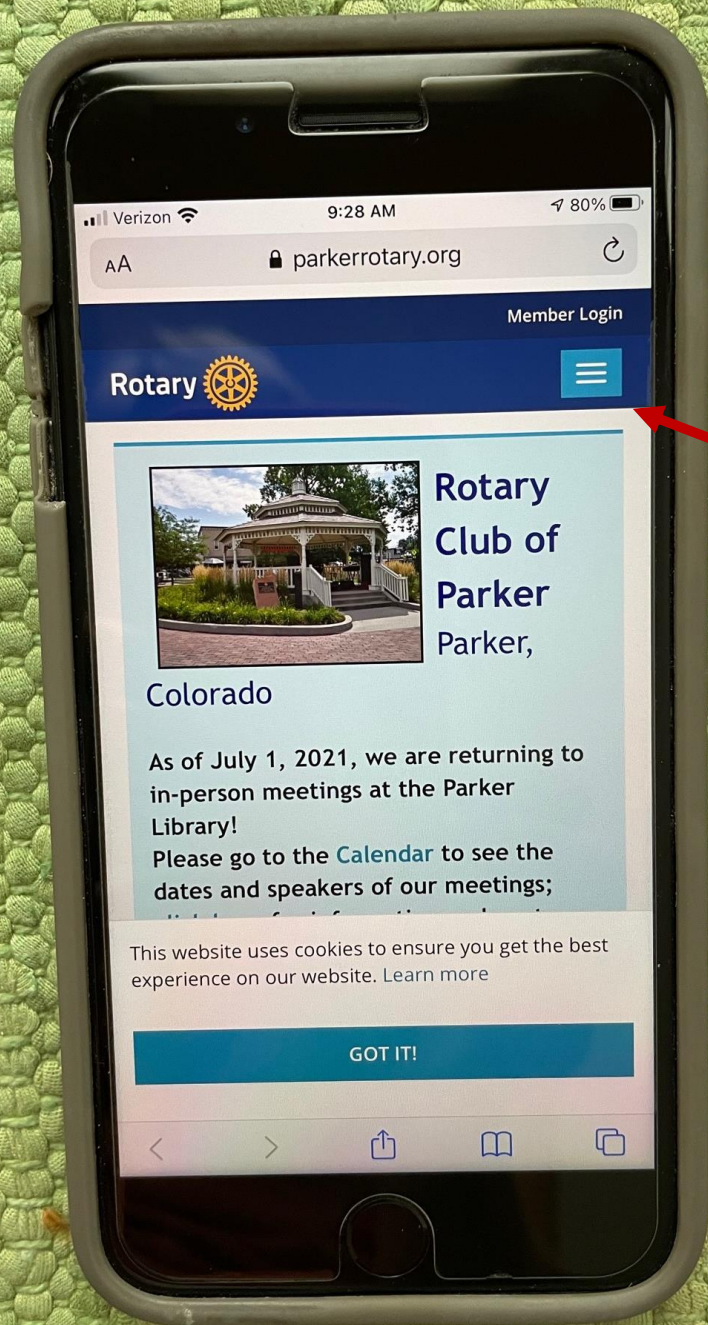 Verizon 9:28 AM 80%
AA parkerrotary.org
Member Login
Rotary
Rotary
Club of
Parker
Parker,
Colorado
As of July 1, 2021, we are returning to
in-person meetings at the Parker
Library!
Please go to the Calendar to see the
dates and speakers of our meetings;
This website uses cookies to ensure you get the best
experience on our website. Learn more
GOT IT!